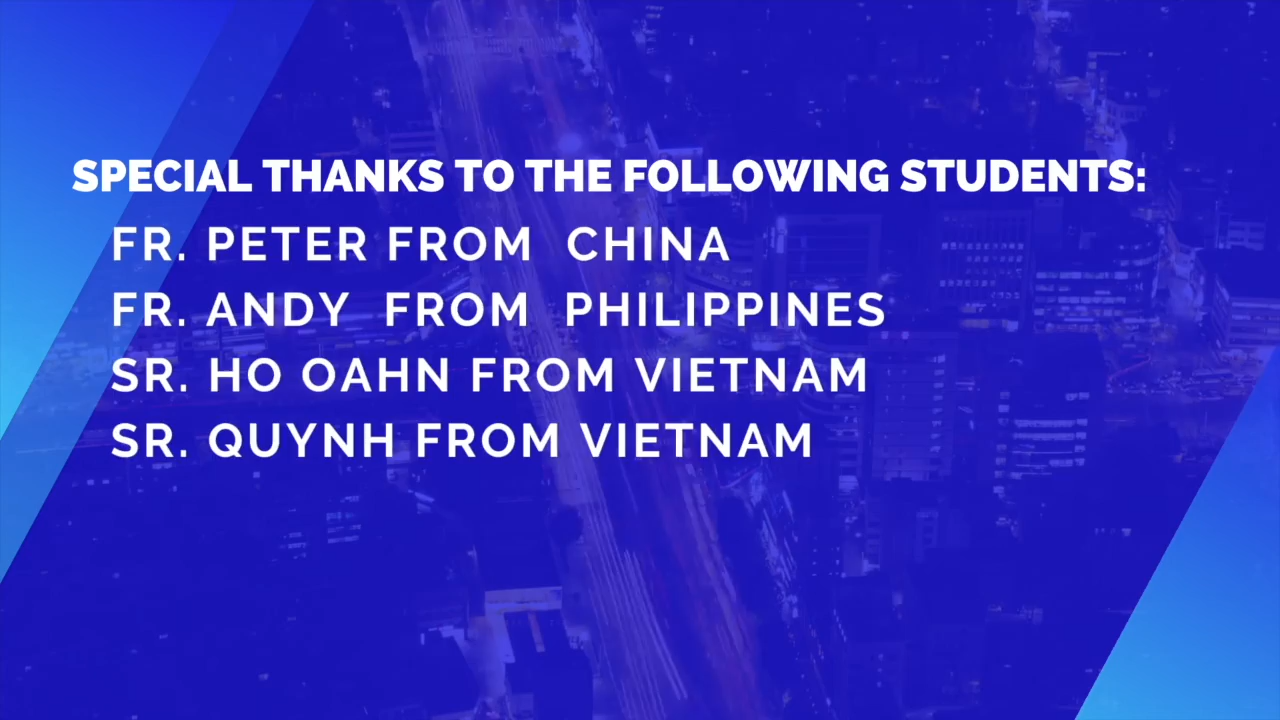 SPECIAL THANKS TO THE FOLLOWING STUDENTS:
FR. PETER FROM CHINA
FR. ANDY FROM PHILIPPINES
SR. HO OAHN FROM VIETNAM
SR. QUYNH FROM VIETNAM